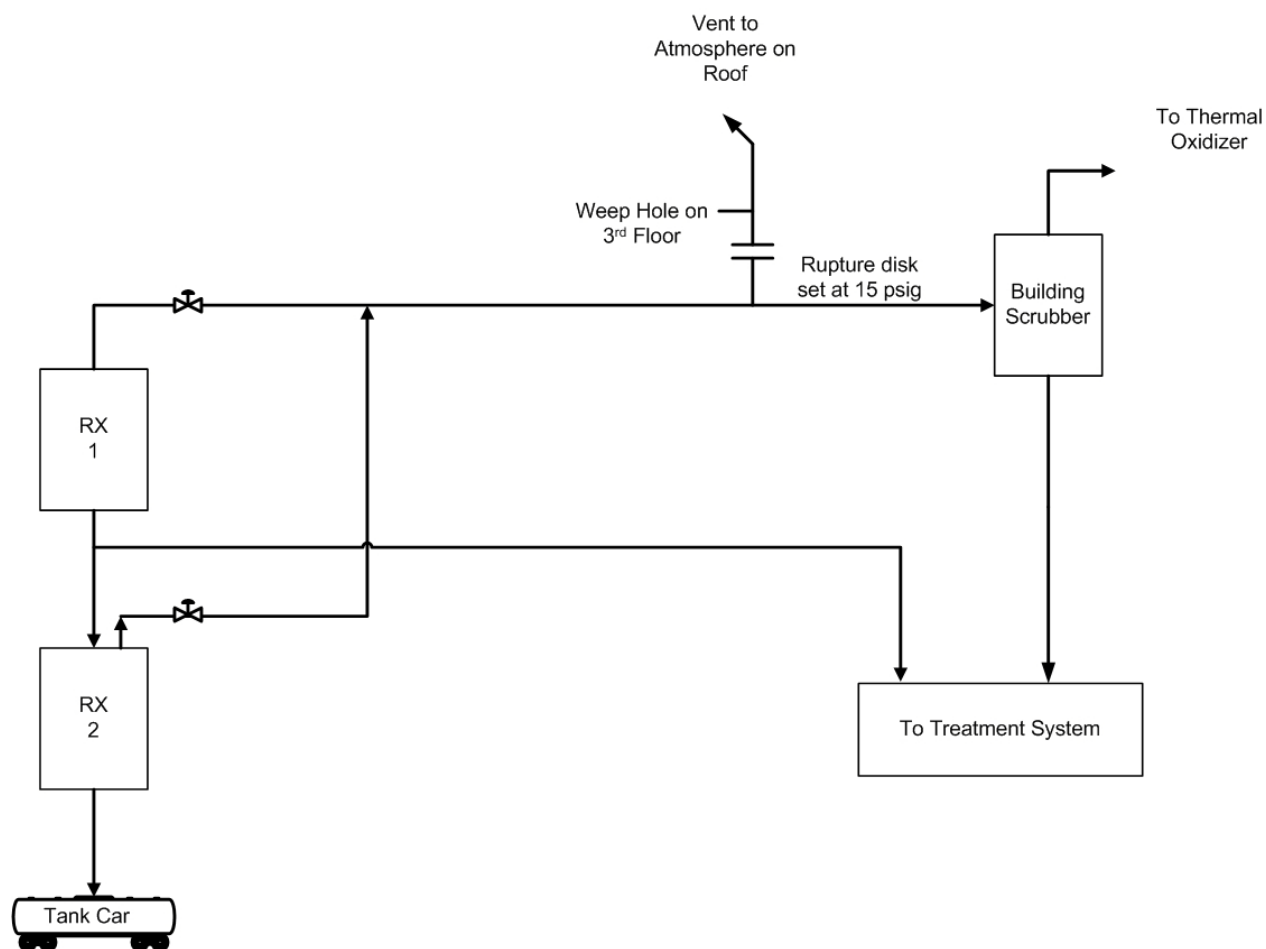 Vent to
Atmosphere on
Roof
To Thermal
Oxidizer
Weep Hole on
3rd Floor
Rupture disk
set at 15 psig
Building
Scrubber
RX
1
RX
2
To Treatment System
Tank Car